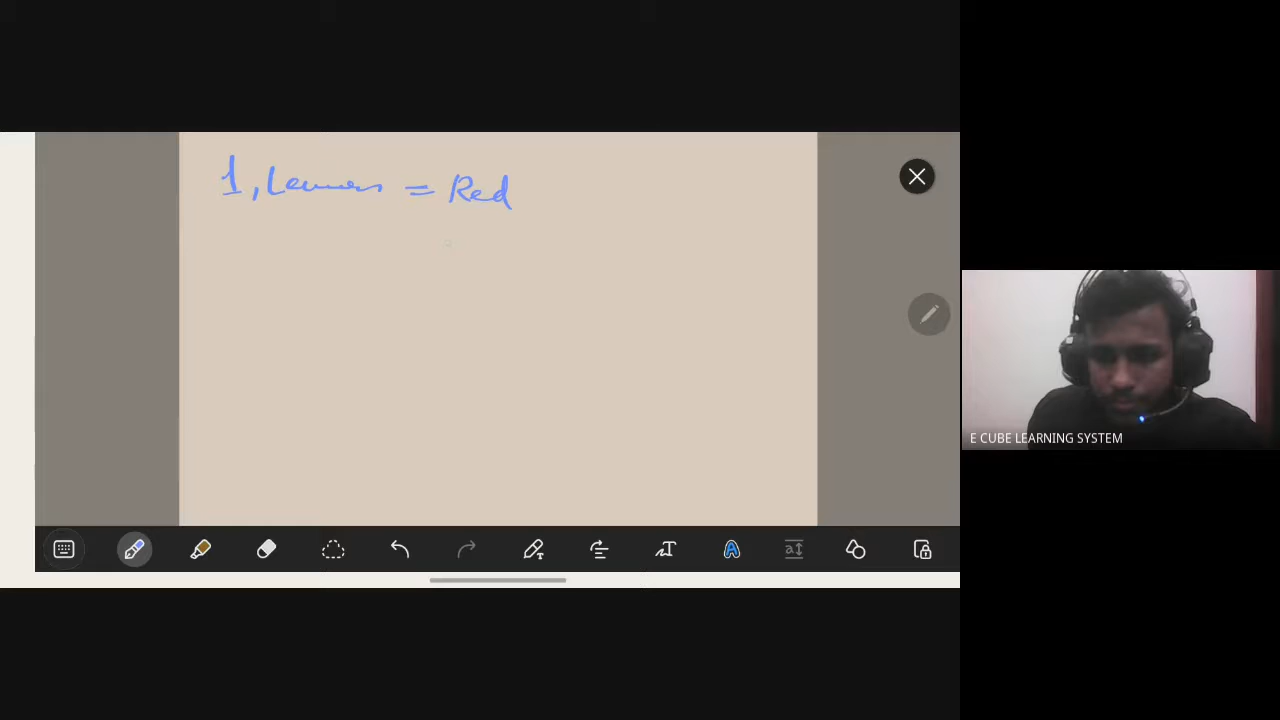 1, Lemon = Red
E CUBE LEARNING SYSTEM